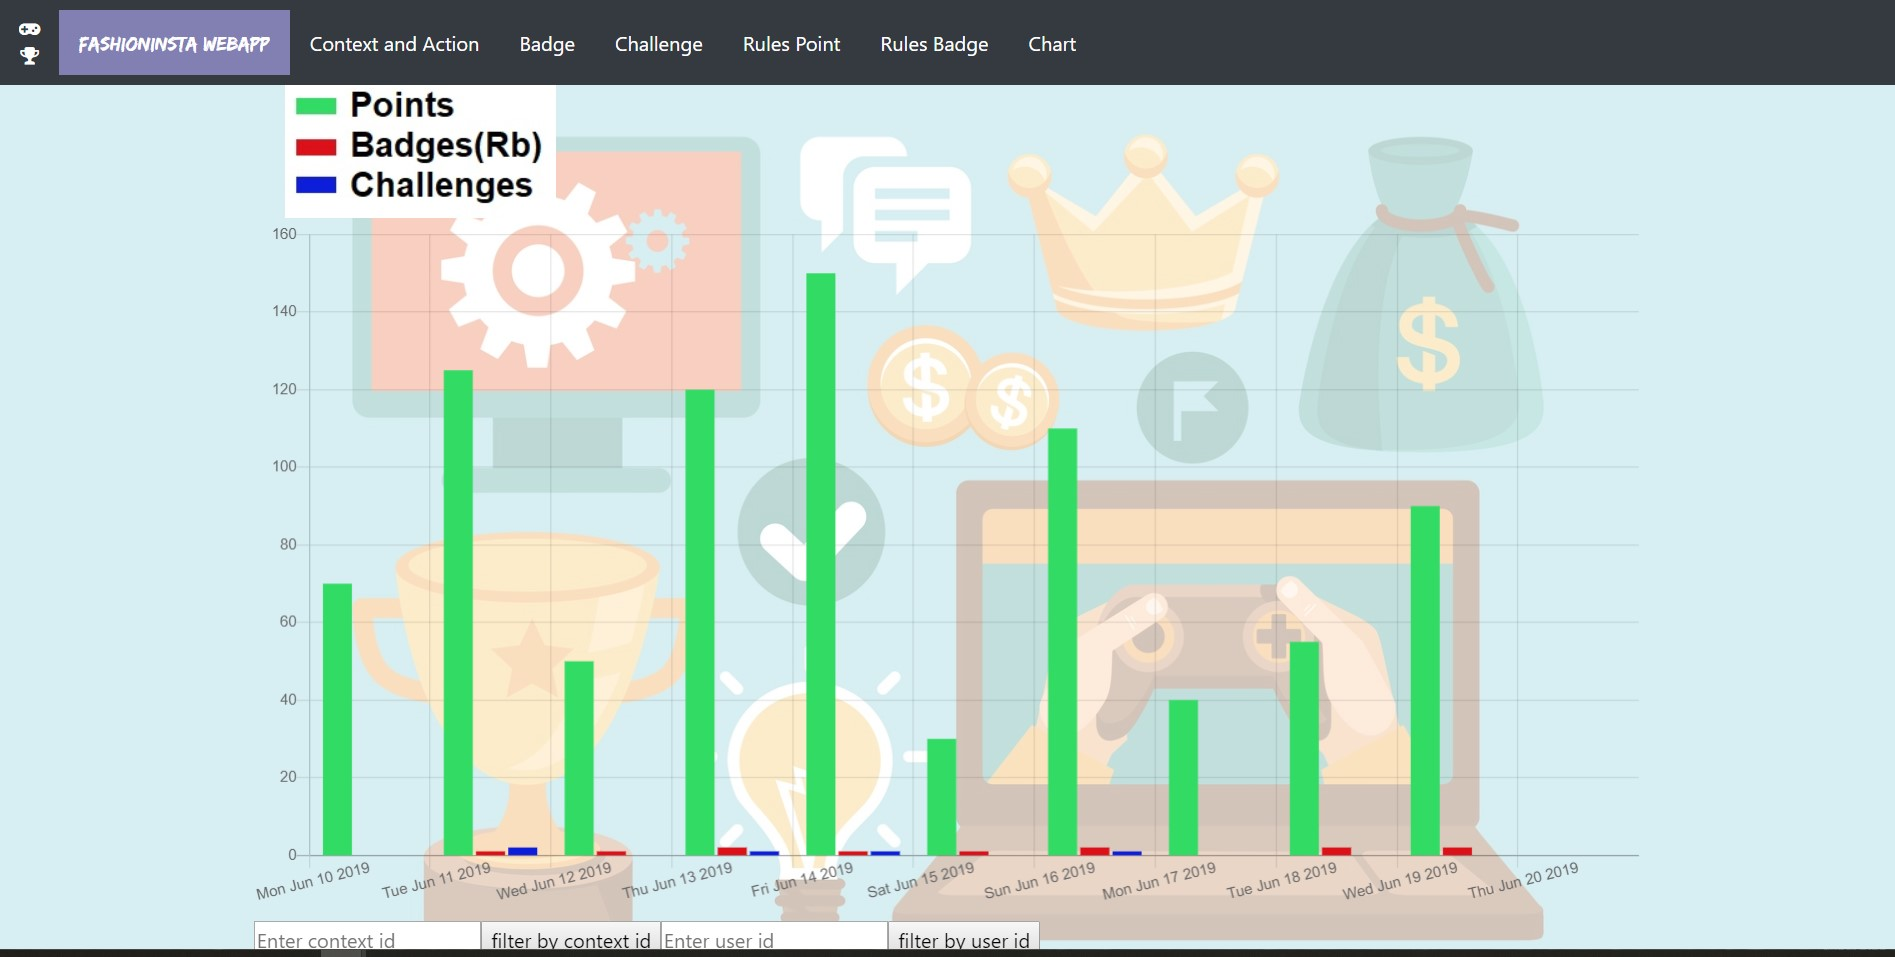 FASHIONINSTA WEBAPP Context and Action Badge Challenge Rules Point Rules Badge Chart
Points
Badges(Rb)
Challenges
160
140
120
100
80
60
40
20
0
$
$ $
Mon Jun 10 2019 Tue Jun 11 2019 Wed Jun 12 2019 Thu Jun 13 2019 Fri Jun 14 2019 Sat Jun 15 2019 Sun Jun 16 2019 Mon Jun 17 2019 Tue Jun 18 2019 Wed Jun 19 2019 Thu Jun 20 2019
Enter context id filter by context id Enter user id filter by user id